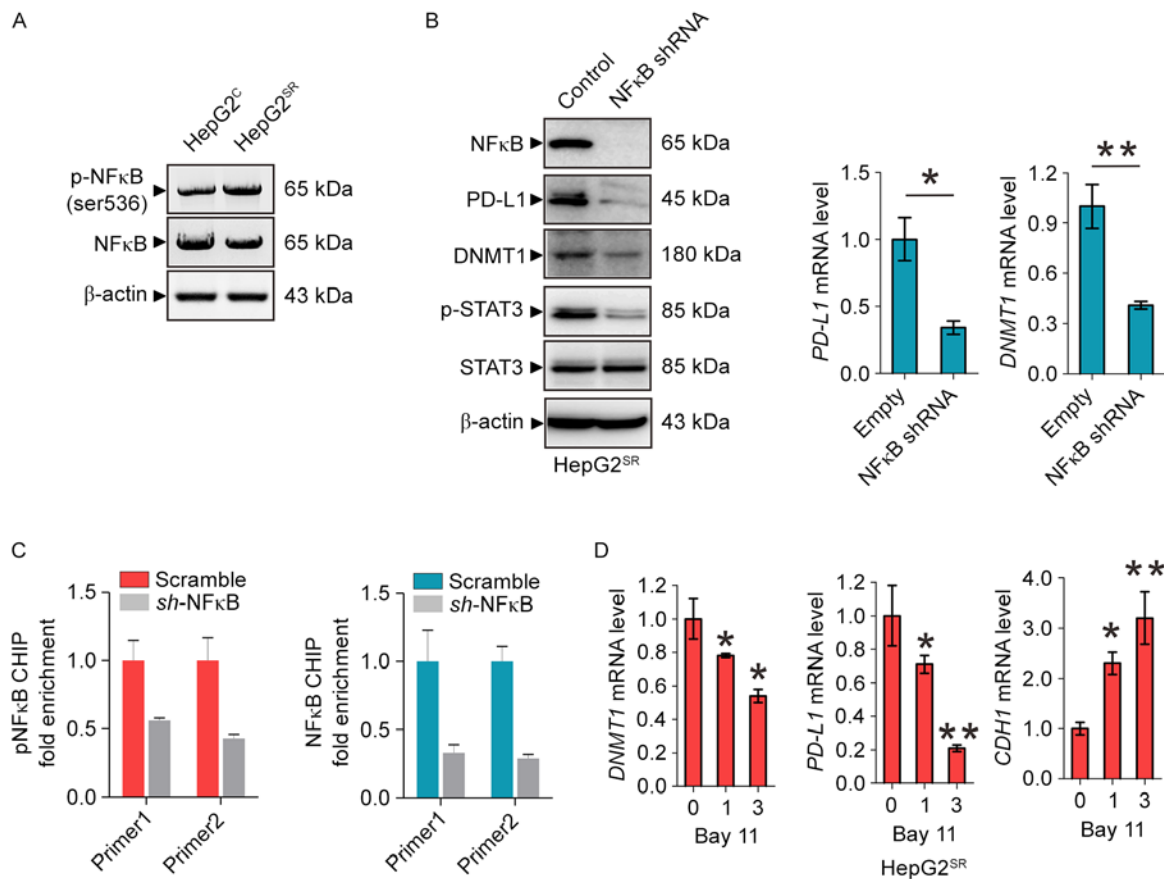 A
HepG2ᶜ
HepG2ˢᴿ
p-NFκB
(ser536)
65 kDa
NFκB
65 kDa
β-actin
43 kDa
B
Control
NFκB shRNA
NFκB
65 kDa
PD-L1
45 kDa
DNMT1
180 kDa
p-STAT3
85 kDa
STAT3
85 kDa
β-actin
43 kDa
HepG2ˢᴿ
PD-L1 mRNA level
1.5
1.0
0.5
0.0
*
Empty
NFκB shRNA
DNMT1 mRNA level
1.2
0.9
0.6
0.3
0.0
**
Empty
NFκB shRNA
C
Scramble
sh-NFκB
pNFκB CHIP
fold enrichment
1.5
1.0
0.5
0.0
Primer1
Primer2
Scramble
sh-NFκB
NFκB CHIP
fold enrichment
1.5
1.0
0.5
0.0
Primer1
Primer2
D
DNMT1 mRNA level
1.2
1.0
0.8
0.6
0.4
0.2
0.0
*
*
0 1 3
Bay 11
PD-L1 mRNA level
1.2
1.0
0.8
0.6
0.4
0.2
0.0
*
**
0 1 3
Bay 11
HepG2ˢᴿ
CDH1 mRNA level
4.0
3.0
2.0
1.0
0.0
*
**
0 1 3
Bay 11